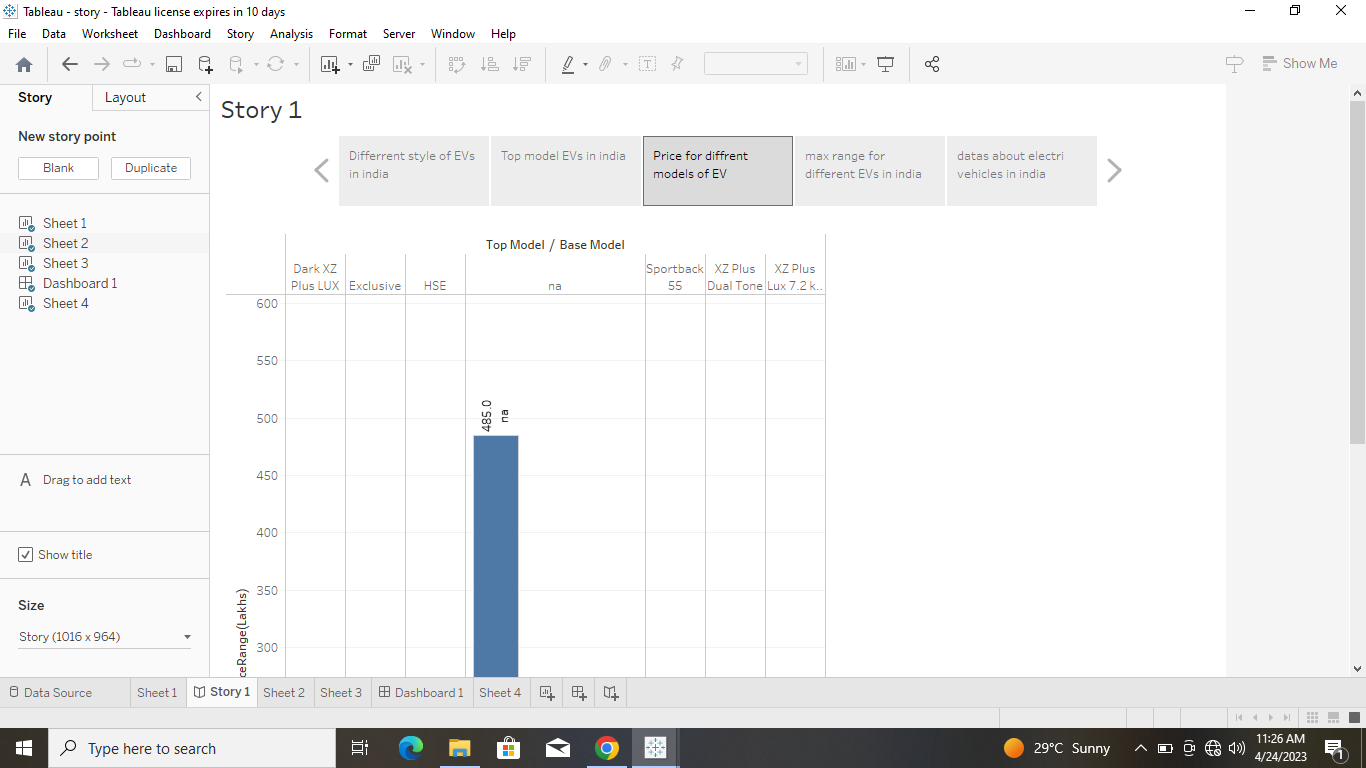 Tableau - story - Tableau license expires in 10 days
File Data Worksheet Dashboard Story Analysis Format Server Window Help
Show Me
Story Layout
New story point
Blank Duplicate
Sheet 1
Sheet 2
Sheet 3
Dashboard 1
Sheet 4
A Drag to add text
Show title
Size
Story (1016 x 964)
Story 1
Differrent style of EVs
in india
Top model EVs in india
Price for diffrent
models of EV
max range for
different EVs in india
datas about electri
vehicles in india
Top Model / Base Model
Dark XZ
Plus LUX
Exclusive
HSE
na
Sportback
55
XZ Plus
Dual Tone
XZ Plus
Lux 7.2 k..
600
550
500
450
400
350
300
ceRange(Lakhs)
485.0
na
Data Source Sheet 1 Story 1 Sheet 2 Sheet 3 Dashboard 1 Sheet 4
Type here to search
29°C Sunny
11:26 AM
4/24/2023
1